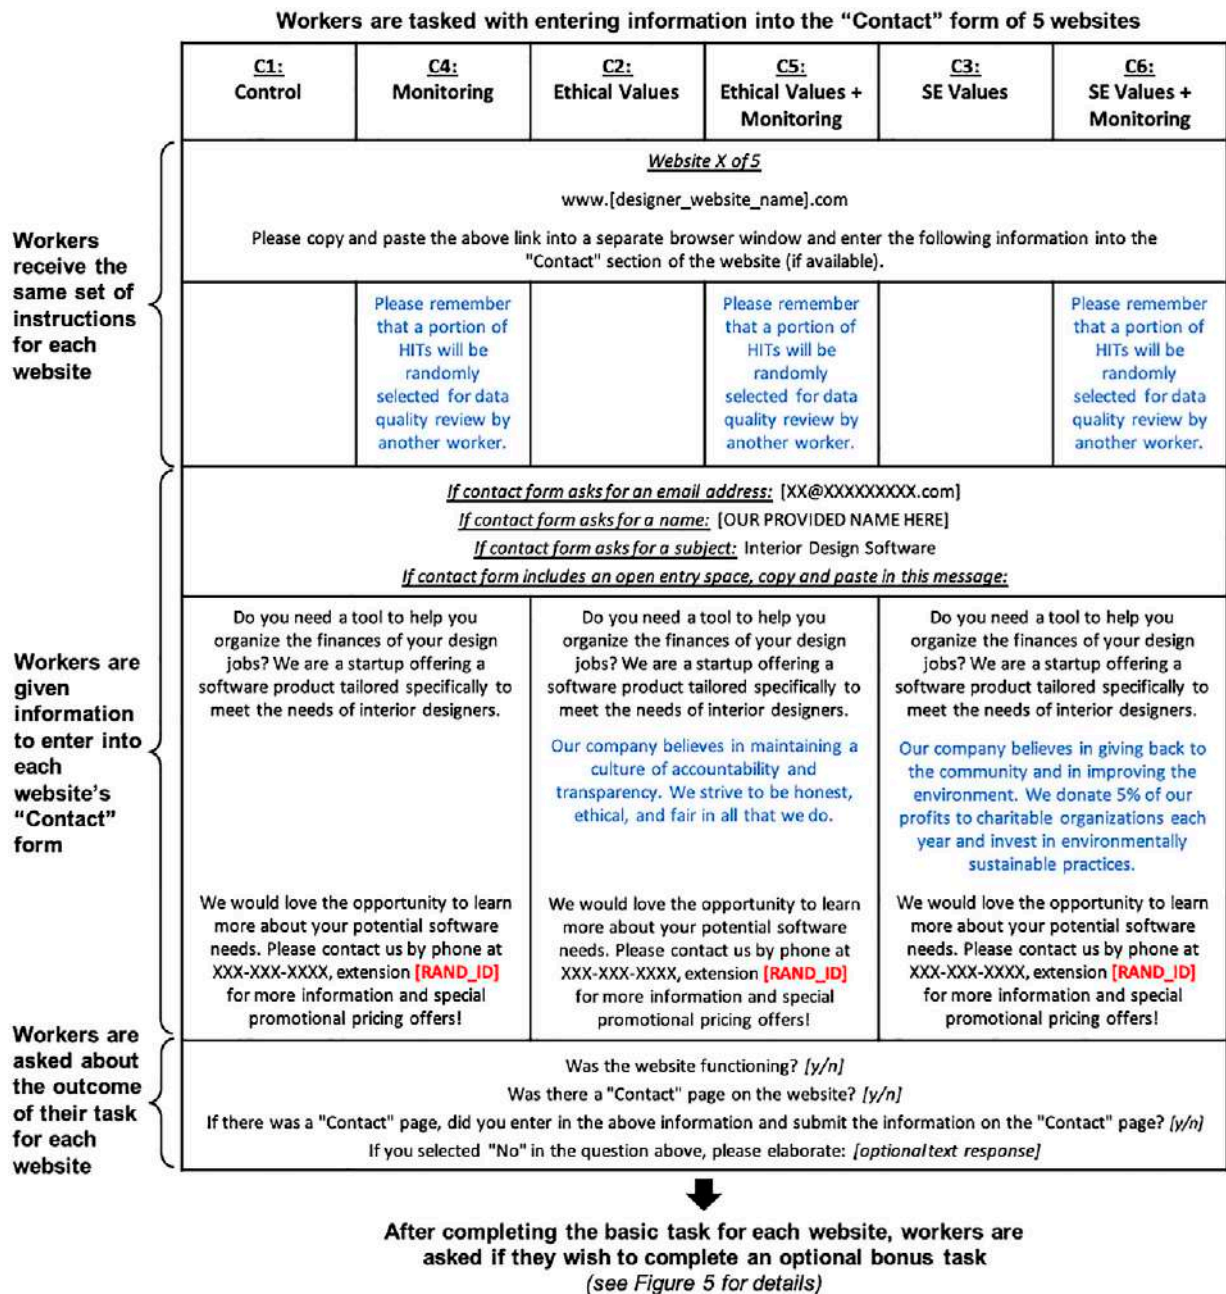 Workers are tasked with entering information into the “Contact” form of 5 websites
C1:
Control
C4:
Monitoring
C2:
Ethical Values
C5:
Ethical Values +
Monitoring
C3:
SE Values
C6:
SE Values +
Monitoring
Workers
receive the
same set of
instructions
for each
website
Website X of 5
www.[designer_website_name].com
Please copy and paste the above link into a separate browser window and enter the following information into the
"Contact" section of the website (if available).
Please remember
that a portion of
HITs will be
randomly
selected for data
quality review by
another worker.
Please remember
that a portion of
HITs will be
randomly
selected for data
quality review by
another worker.
Please remember
that a portion of
HITs will be
randomly
selected for data
quality review by
another worker.
Workers are
given
information
to enter into
each
website’s
“Contact”
form
If contact form asks for an email address: [XX@XXXXXXXXX.com]
If contact form asks for a name: [OUR PROVIDED NAME HERE]
If contact form asks for a subject: Interior Design Software
If contact form includes an open entry space, copy and paste in this message:
Do you need a tool to help you
organize the finances of your design
jobs? We are a startup offering a
software product tailored specifically to
meet the needs of interior designers.
We would love the opportunity to learn
more about your potential software
needs. Please contact us by phone at
XXX-XXX-XXXX, extension [RAND_ID]
for more information and special
promotional pricing offers!
Do you need a tool to help you
organize the finances of your design
jobs? We are a startup offering a
software product tailored specifically to
meet the needs of interior designers.
Our company believes in maintaining a
culture of accountability and
transparency. We strive to be honest,
ethical, and fair in all that we do.
We would love the opportunity to learn
more about your potential software
needs. Please contact us by phone at
XXX-XXX-XXXX, extension [RAND_ID]
for more information and special
promotional pricing offers!
Do you need a tool to help you
organize the finances of your design
jobs? We are a startup offering a
software product tailored specifically to
meet the needs of interior designers.
Our company believes in giving back to
the community and in improving the
environment. We donate 5% of our
profits to charitable organizations each
year and invest in environmentally
sustainable practices.
We would love the opportunity to learn
more about your potential software
needs. Please contact us by phone at
XXX-XXX-XXXX, extension [RAND_ID]
for more information and special
promotional pricing offers!
Workers are
asked about
the outcome
of their task
for each
website
Was the website functioning? [y/n]
Was there a "Contact" page on the website? [y/n]
If there was a "Contact" page, did you enter in the above information and submit the information on the "Contact" page? [y/n]
If you selected "No" in the question above, please elaborate: [optional text response]
After completing the basic task for each website, workers are
asked if they wish to complete an optional bonus task
(see Figure 5 for details)